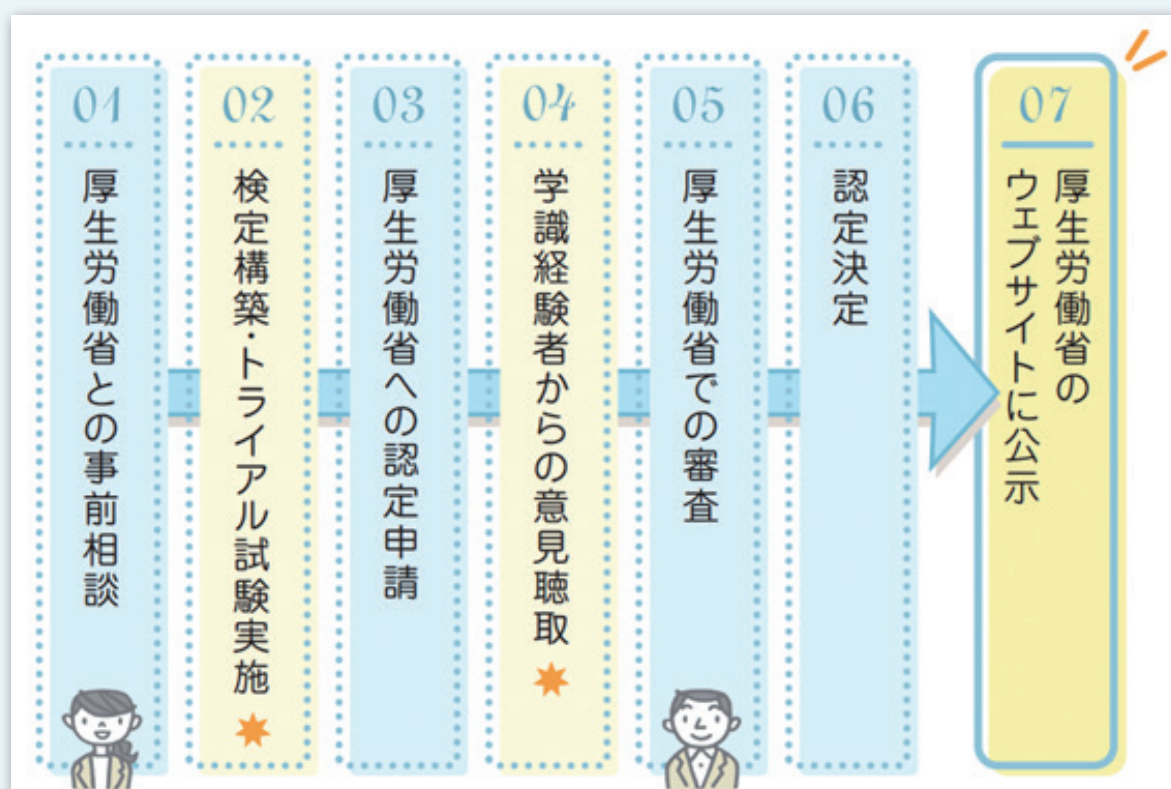 01
厚生労働省との事前相談
02
検定構築・トライアル試験実施
03
厚生労働省への認定申請
04
学識経験者からの意見聴取
05
厚生労働省での審査
06
認定決定
07
厚生労働省の
ウェブサイトに公示